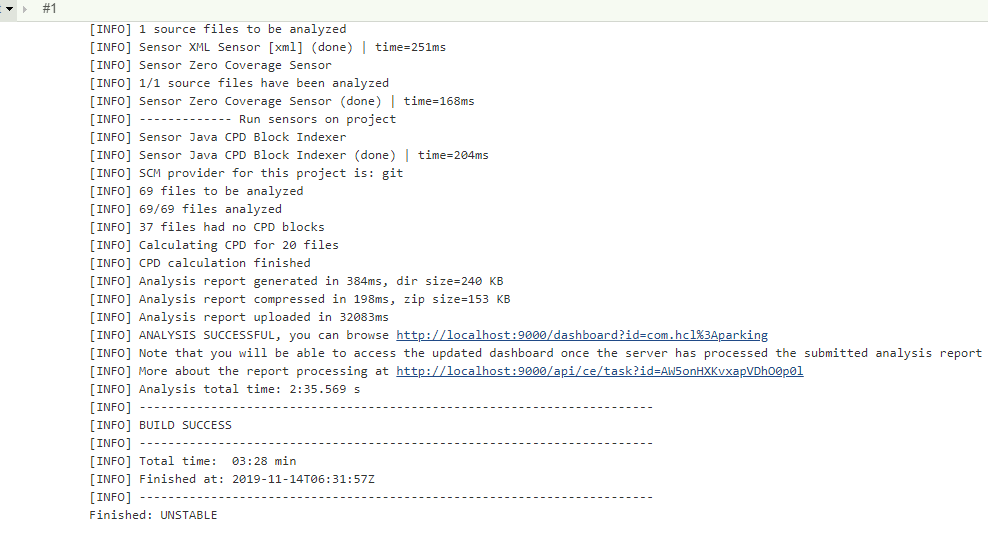 #1
[INFO] 1 source files to be analyzed
[INFO] Sensor XML Sensor [xml] (done) | time=251ms
[INFO] Sensor Zero Coverage Sensor
[INFO] 1/1 source files have been analyzed
[INFO] Sensor Zero Coverage Sensor (done) | time=168ms
[INFO] ------------- Run sensors on project
[INFO] Sensor Java CPD Block Indexer
[INFO] Sensor Java CPD Block Indexer (done) | time=204ms
[INFO] SCM provider for this project is: git
[INFO] 69 files to be analyzed
[INFO] 69/69 files analyzed
[INFO] 37 files had no CPD blocks
[INFO] Calculating CPD for 20 files
[INFO] CPD calculation finished
[INFO] Analysis report generated in 384ms, dir size=240 KB
[INFO] Analysis report compressed in 198ms, zip size=153 KB
[INFO] Analysis report uploaded in 32083ms
[INFO] ANALYSIS SUCCESSFUL, you can browse http://localhost:9000/dashboard?id=com.hcl%3Aparking
[INFO] Note that you will be able to access the updated dashboard once the server has processed the submitted analysis report
[INFO] More about the report processing at http://localhost:9000/api/ce/task?id=AW5onHXKvxapVDhO0p0l
[INFO] Analysis total time: 2:35.569 s
[INFO] ------------------------------------------------------------------------
[INFO] BUILD SUCCESS
[INFO] ------------------------------------------------------------------------
[INFO] Total time:  03:28 min
[INFO] Finished at: 2019-11-14T06:31:57Z
[INFO] ------------------------------------------------------------------------
Finished: UNSTABLE